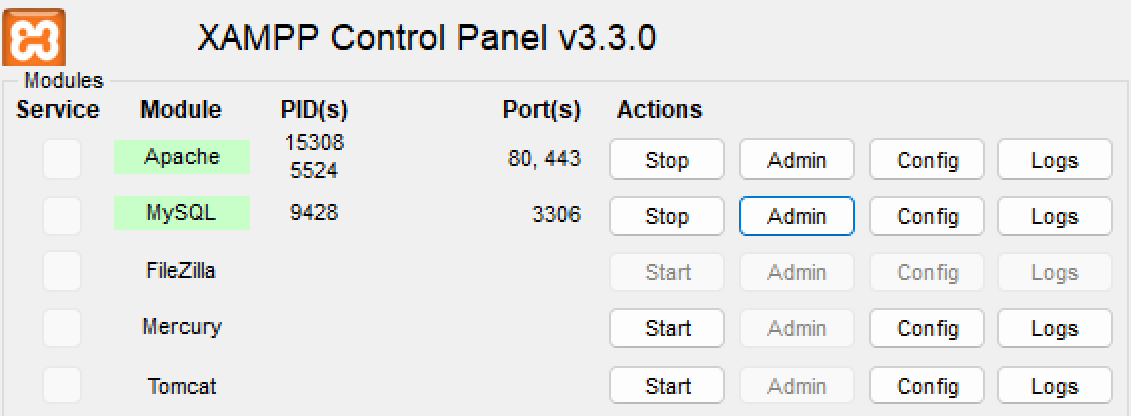 XAMPP Control Panel v3.3.0
Modules
Service Module PID(s) Port(s) Actions
Apache 15308 5524 80, 443 Stop Admin Config Logs
MySQL 9428 3306 Stop Admin Config Logs
FileZilla Start Admin Config Logs
Mercury Start Admin Config Logs
Tomcat Start Admin Config Logs